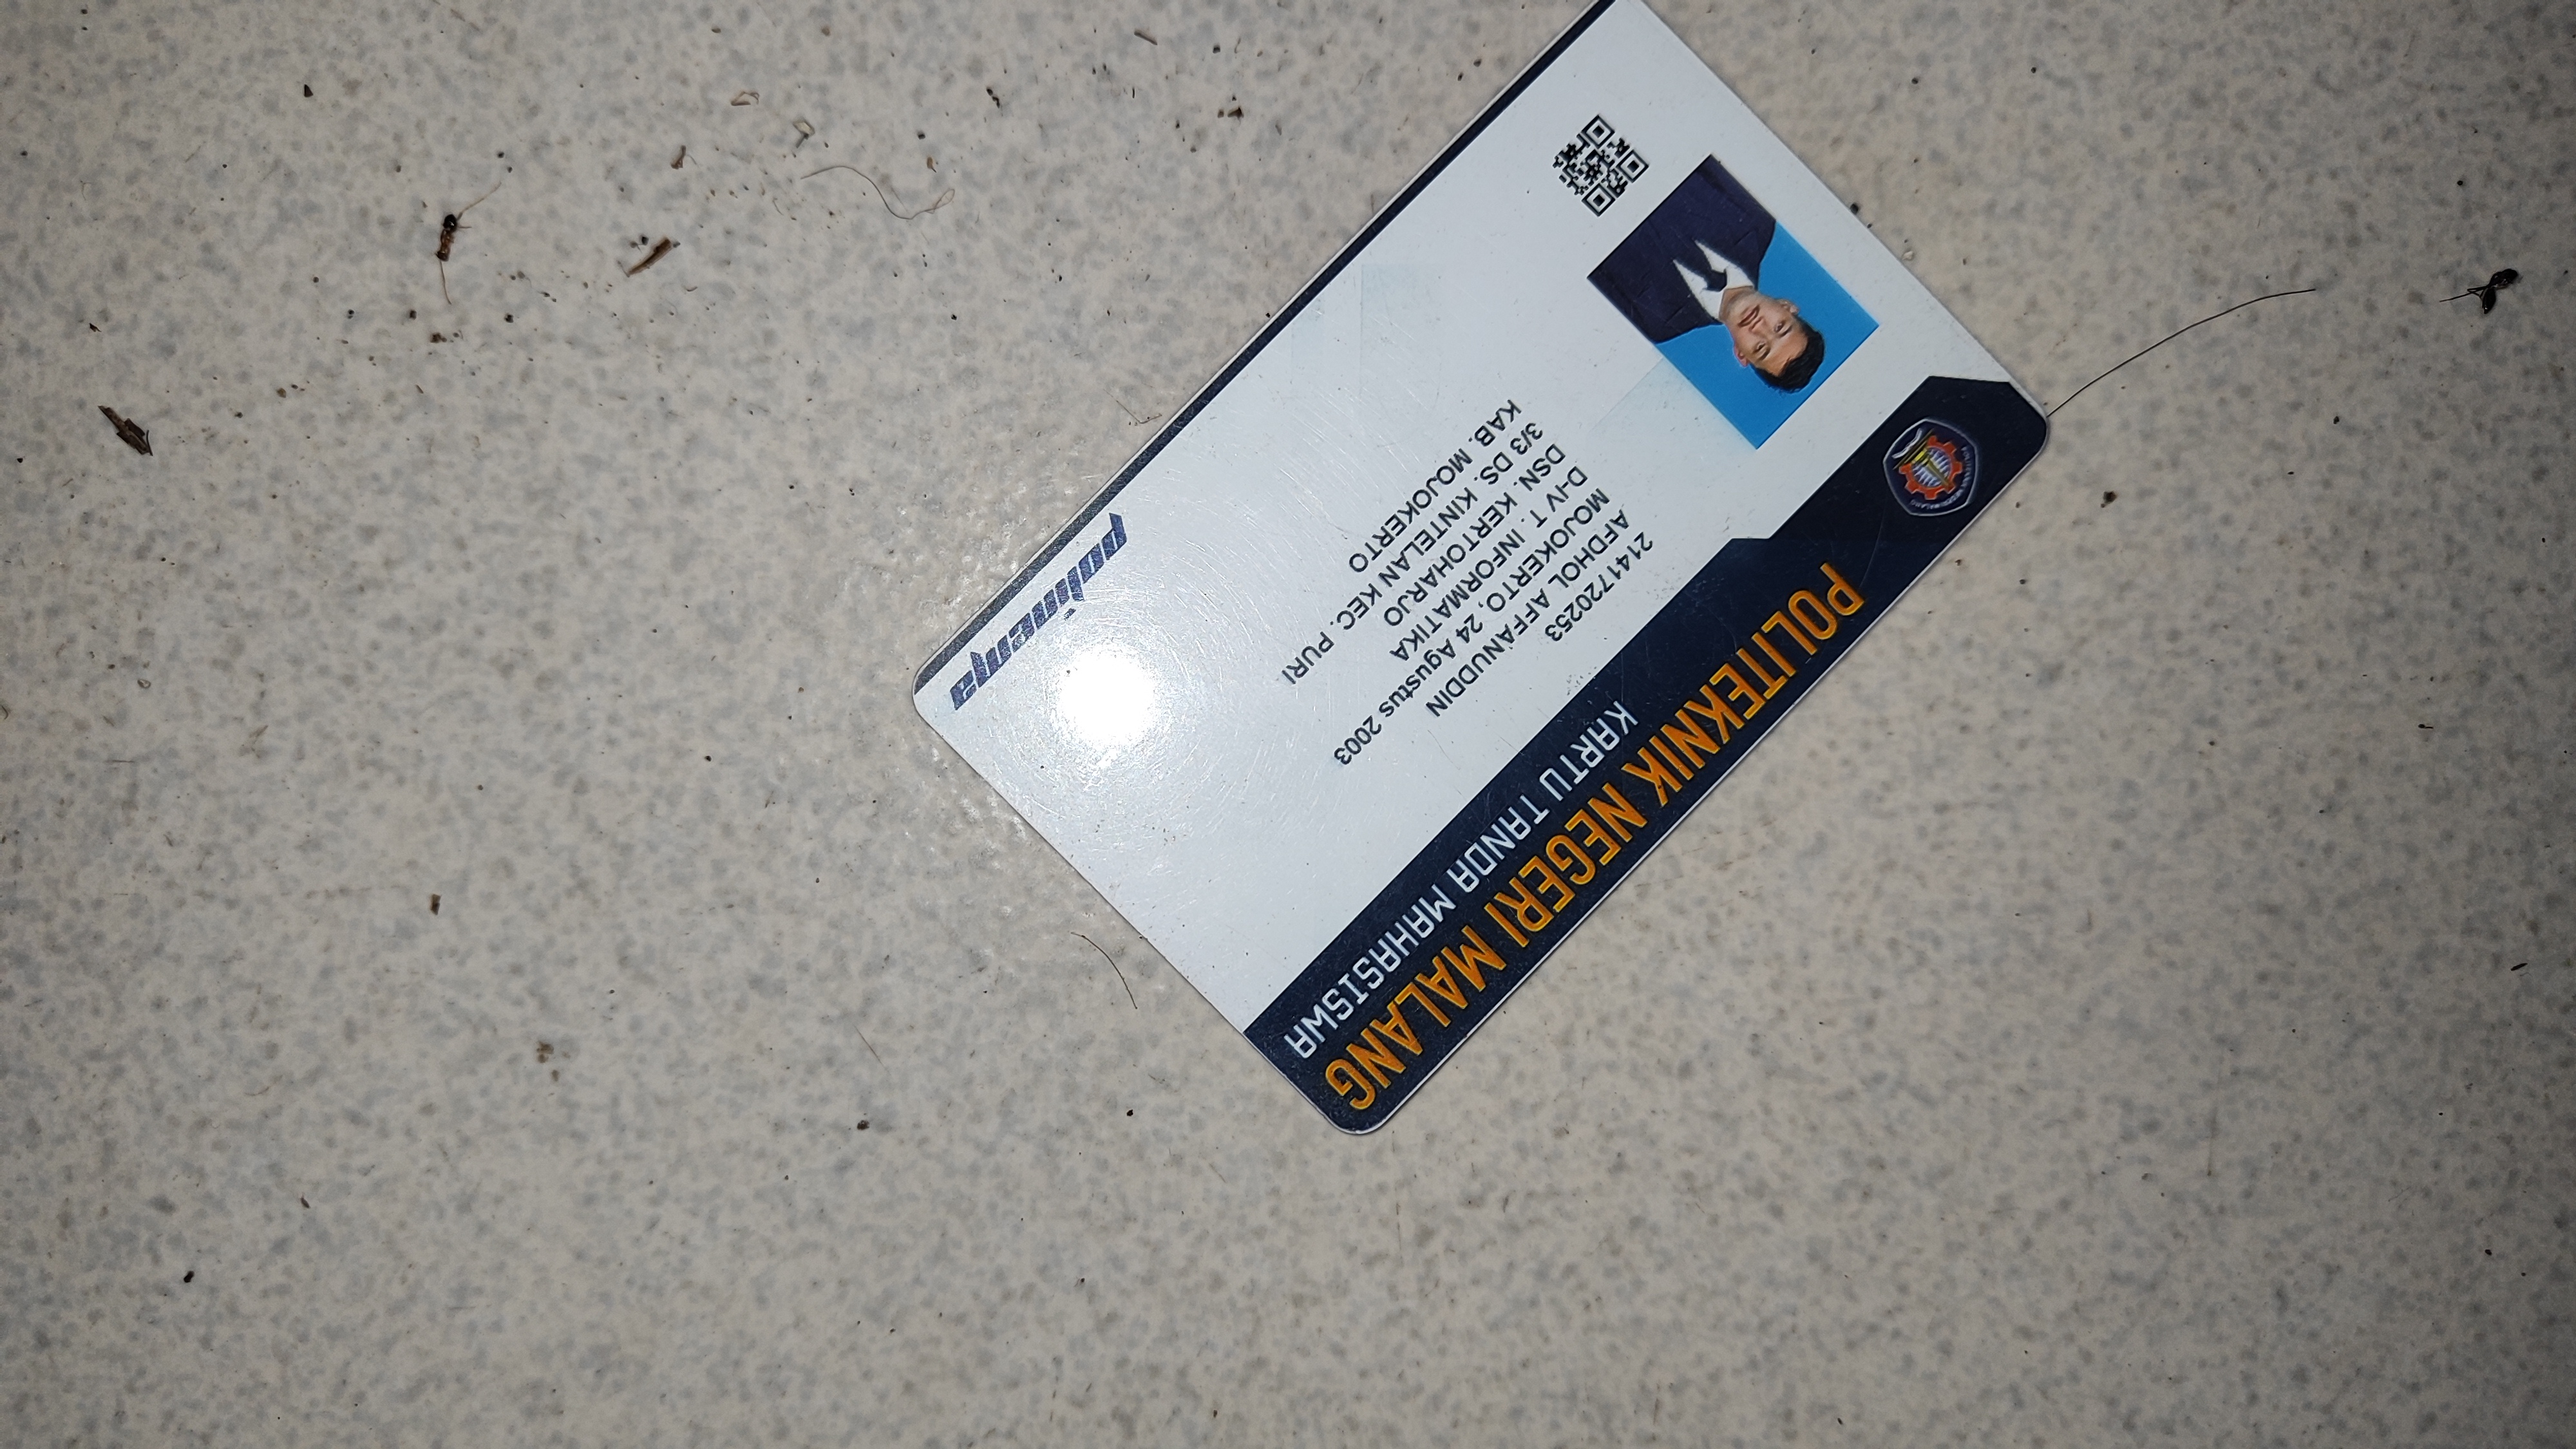 POLITEKNIK NEGERI MALANG
KARTU TANDA MAHASISWA
2141720253
AFDHOL AFFANUDDIN
MOJOKERTO, 24 Agustus 2003
D-IV T. INFORMATIKA
DSN. KERTOHARJO
3/3 DS. KINTELAN KEC. PURI
KAB. MOJOKERTO
polinema